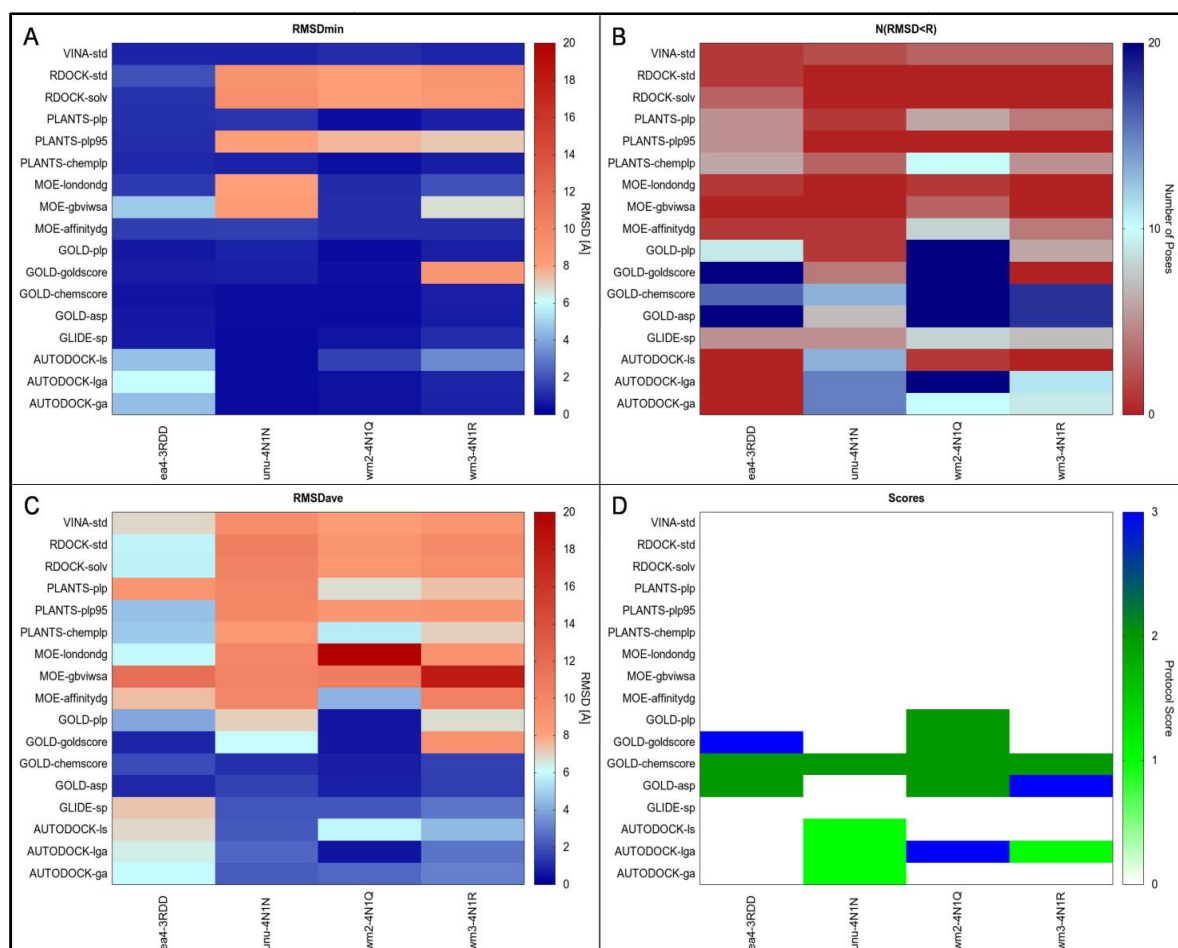 A
RMSDmin
VINA-std
RDOCK-std
RDOCK-solv
PLANTS-plp
PLANTS-plp95
PLANTS-chemplp
MOE-londondg
MOE-gbviwsa
MOE-affinitydg
GOLD-plp
GOLD-goldscore
GOLD-chemscore
GOLD-asp
GLIDE-sp
AUTODOCK-ls
AUTODOCK-lga
AUTODOCK-ga
ea4-3RDD
unu-4N1N
wm2-4N1Q
wm3-4N1R
20
18
16
14
12
10
8
6
4
2
0
RMSD [Å]
B
N(RMSD<R)
VINA-std
RDOCK-std
RDOCK-solv
PLANTS-plp
PLANTS-plp95
PLANTS-chemplp
MOE-londondg
MOE-gbviwsa
MOE-affinitydg
GOLD-plp
GOLD-goldscore
GOLD-chemscore
GOLD-asp
GLIDE-sp
AUTODOCK-ls
AUTODOCK-lga
AUTODOCK-ga
ea4-3RDD
unu-4N1N
wm2-4N1Q
wm3-4N1R
20
10
0
Number of Poses
C
RMSDave
VINA-std
RDOCK-std
RDOCK-solv
PLANTS-plp
PLANTS-plp95
PLANTS-chemplp
MOE-londondg
MOE-gbviwsa
MOE-affinitydg
GOLD-plp
GOLD-goldscore
GOLD-chemscore
GOLD-asp
GLIDE-sp
AUTODOCK-ls
AUTODOCK-lga
AUTODOCK-ga
ea4-3RDD
unu-4N1N
wm2-4N1Q
wm3-4N1R
20
18
16
14
12
10
8
6
4
2
0
RMSD [Å]
D
Scores
VINA-std
RDOCK-std
RDOCK-solv
PLANTS-plp
PLANTS-plp95
PLANTS-chemplp
MOE-londondg
MOE-gbviwsa
MOE-affinitydg
GOLD-plp
GOLD-goldscore
GOLD-chemscore
GOLD-asp
GLIDE-sp
AUTODOCK-ls
AUTODOCK-lga
AUTODOCK-ga
ea4-3RDD
unu-4N1N
wm2-4N1Q
wm3-4N1R
3
2
1
0
Protocol Score